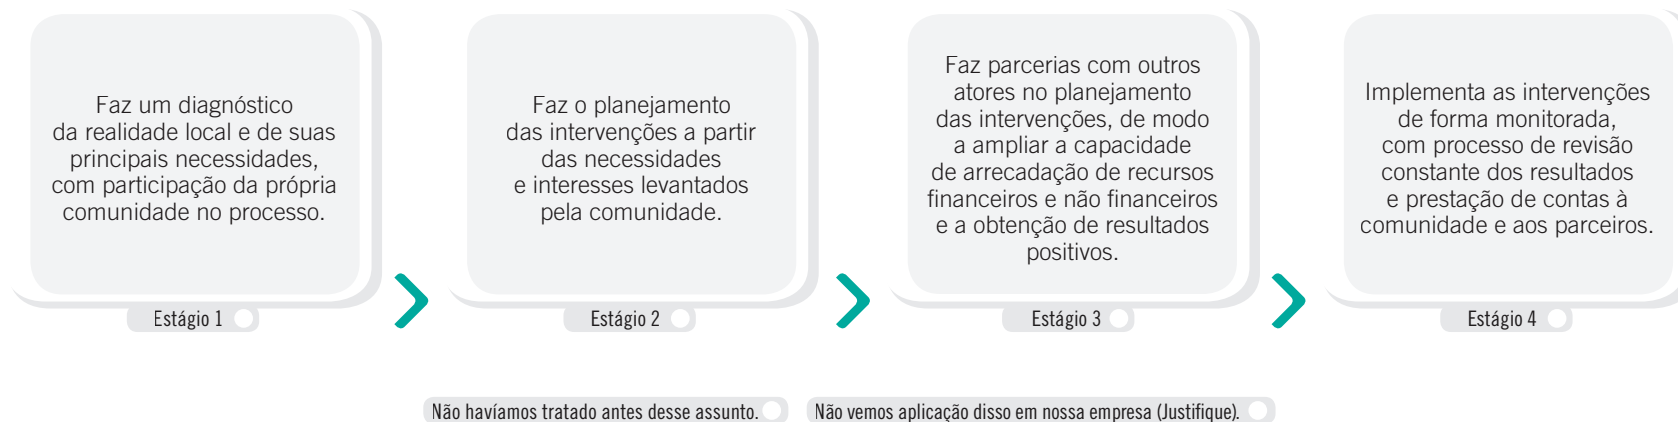 Faz um diagnóstico
da realidade local e de suas
principais necessidades,
com participação da própria
comunidade no processo.
Estágio 1
Faz o planejamento
das intervenções a partir
das necessidades
e interesses levantados
pela comunidade.
Estágio 2
Faz parcerias com outros
atores no planejamento
das intervenções, de modo
a ampliar a capacidade
de arrecadação de recursos
financeiros e não financeiros
e a obtenção de resultados
positivos.
Estágio 3
Implementa as intervenções
de forma monitorada,
com processo de revisão
constante dos resultados
e prestação de contas à
comunidade e aos parceiros.
Estágio 4
Não havíamos tratado antes desse assunto.
Não vemos aplicação disso em nossa empresa (Justifique).